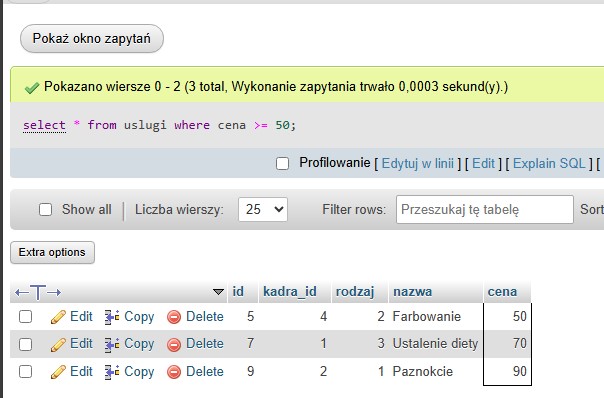 Pokaż okno zapytań
Pokazano wiersze 0 - 2 (3 total, Wykonanie zapytania trwało 0,0003 sekund(y).)
select * from uslugi where cena >= 50;
Profilowanie [ Edytuj w linii ] [ Edit ] [ Explain SQL ] [
Show all Liczba wierszy: 25 Filter rows: Przeszukaj tę tabelę Sort
Extra options
id kadra_id rodzaj nazwa cena
Edit Copy Delete 5 4 2 Farbowanie 50
Edit Copy Delete 7 1 3 Ustalenie diety 70
Edit Copy Delete 9 2 1 Paznokcie 90